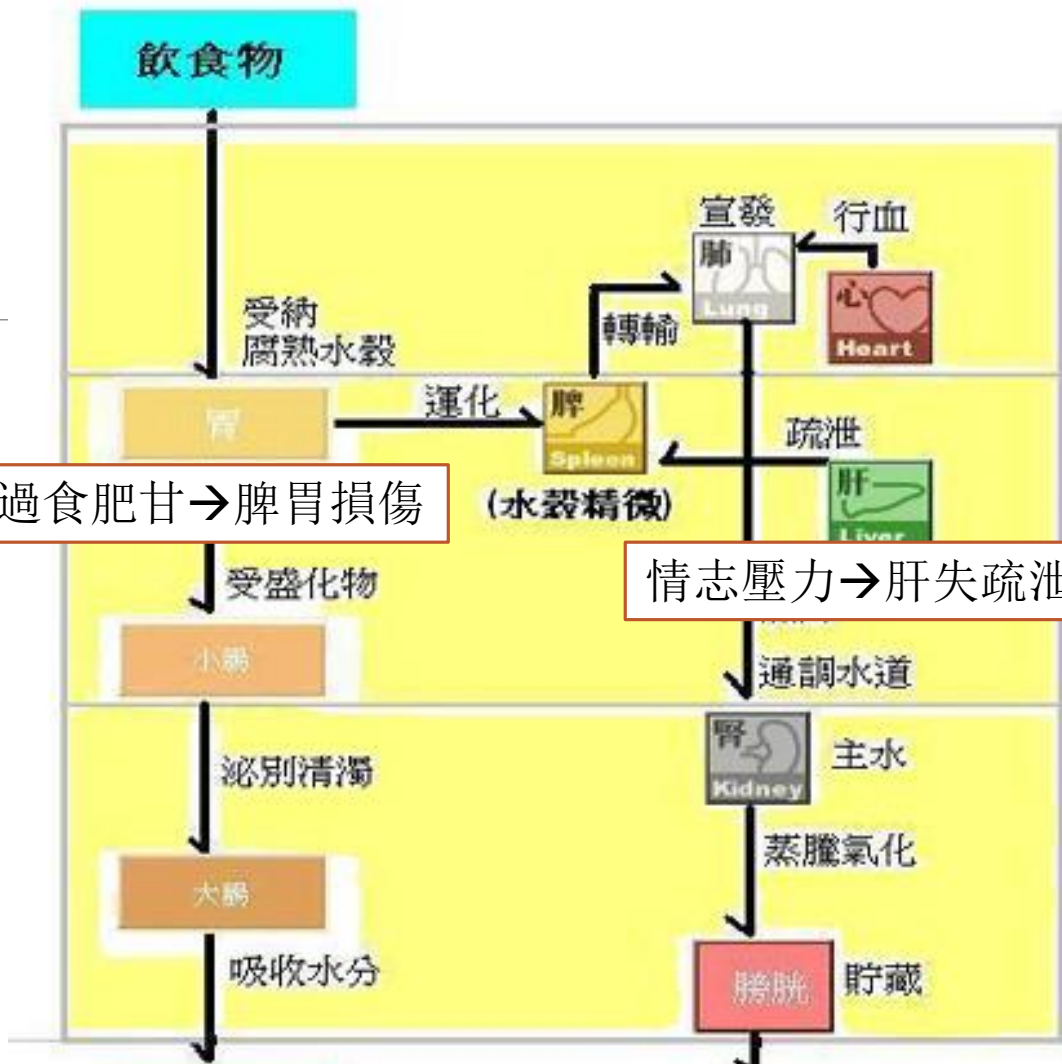 飲食物
宣發
行血
肺
Lung
心
Heart
受納
腐熟水穀
轉輸
胃
運化
脾
Spleen
疏泄
(水穀精微)
肝
Liver
過食肥甘→脾胃損傷
情志壓力→肝失疏泄
受盛化物
小腸
通調水道
泌別清濁
腎
Kidney
主水
大腸
蒸騰氣化
吸收水分
膀胱
貯藏